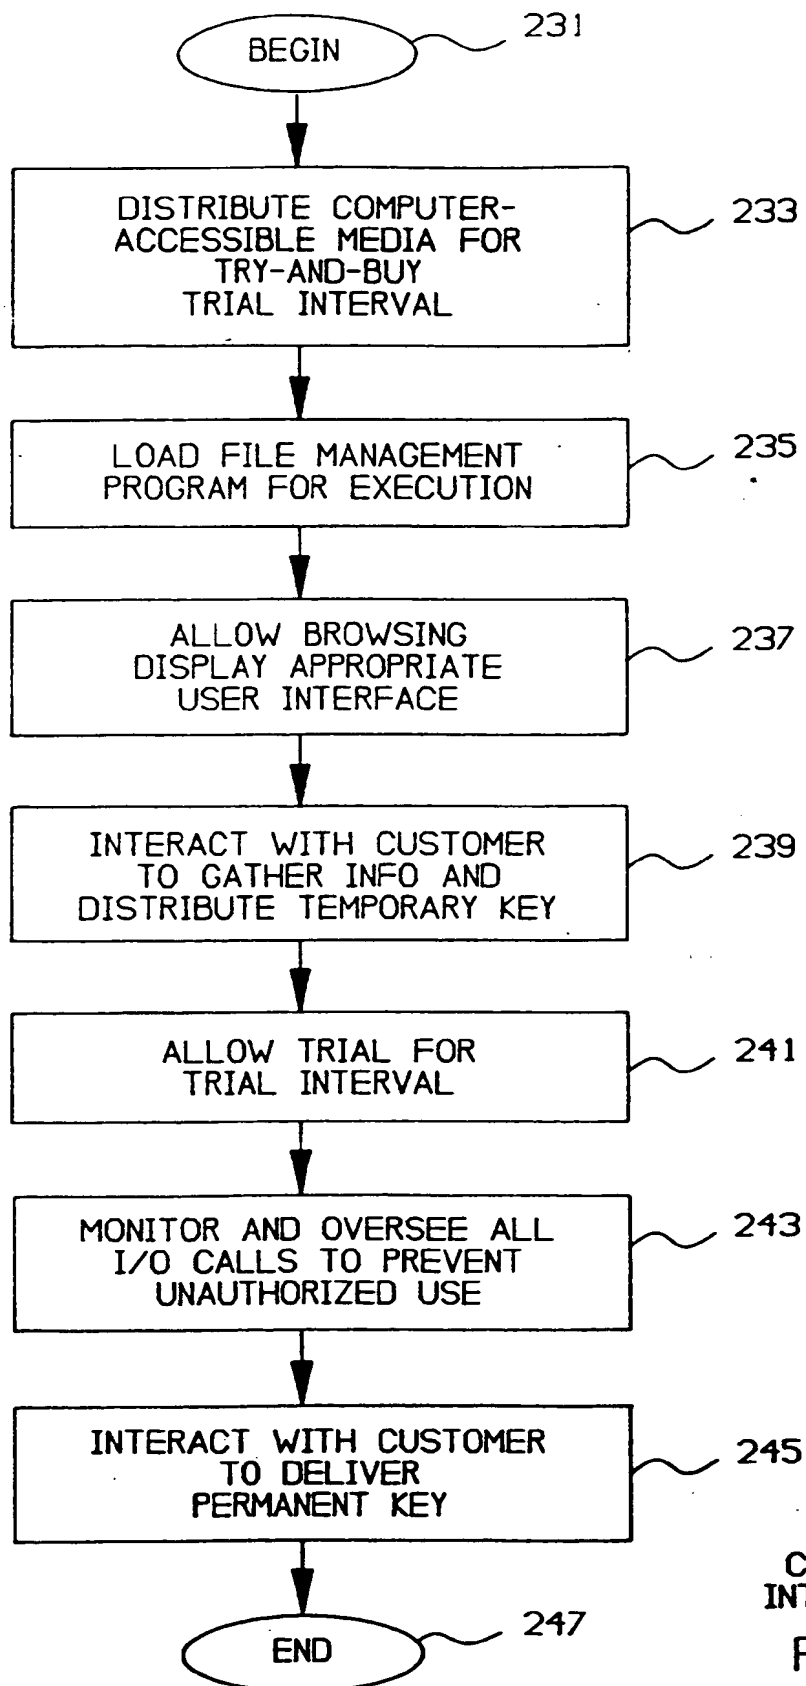 BEGIN
231
DISTRIBUTE COMPUTER-
ACCESSIBLE MEDIA FOR
TRY-AND-BUY
TRIAL INTERVAL
233
LOAD FILE MANAGEMENT
PROGRAM FOR EXECUTION
235
ALLOW BROWSING
DISPLAY APPROPRIATE
USER INTERFACE
237
INTERACT WITH CUSTOMER
TO GATHER INFO AND
DISTRIBUTE TEMPORARY KEY
239
ALLOW TRIAL FOR
TRIAL INTERVAL
241
MONITOR AND OVERSEE ALL
I/O CALLS TO PREVENT
UNAUTHORIZED USE
243
INTERACT WITH CUSTOMER
TO DELIVER
PERMANENT KEY
245
END
247